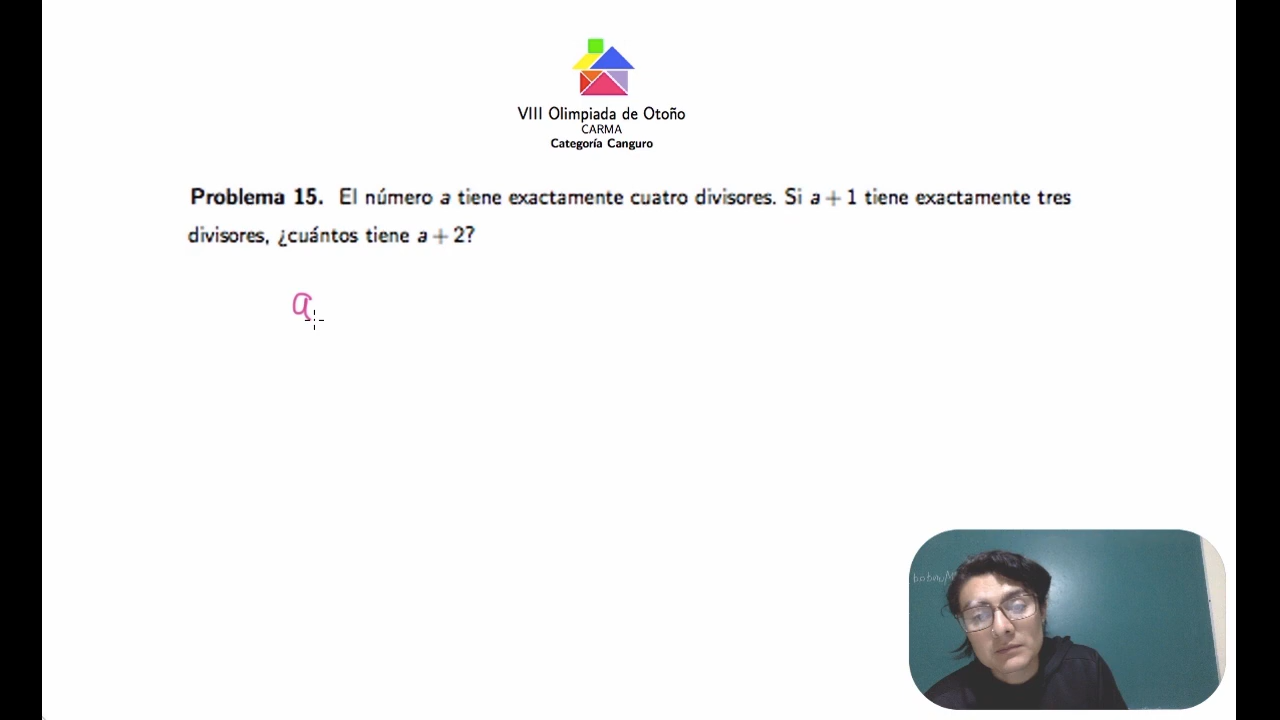 VIII Olimpiada de Otoño
CARMA
Categoría Canguro
Problema 15. El número a tiene exactamente cuatro divisores. Si a + 1 tiene exactamente tres
divisores, ¿cuántos tiene a + 2?
a